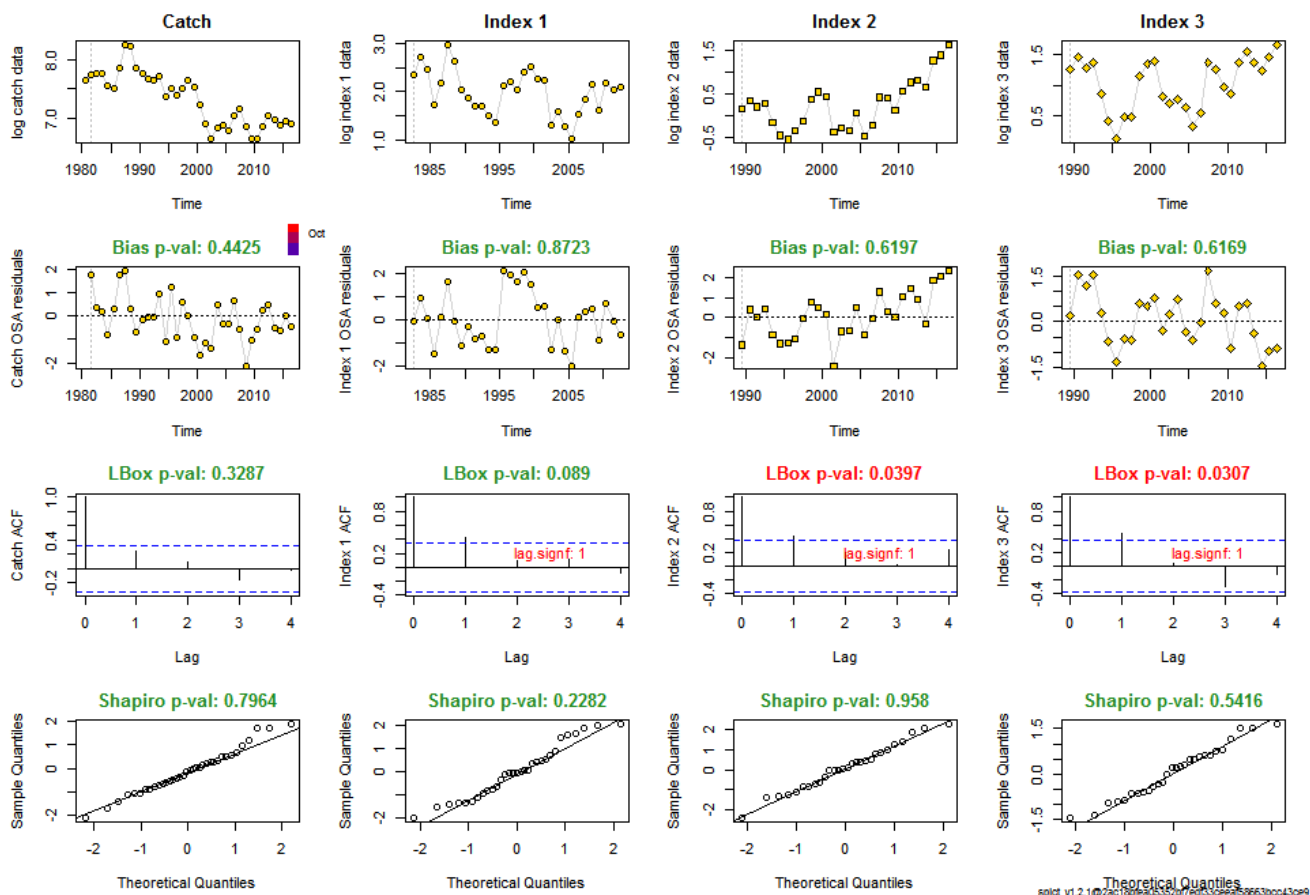 Catch
Index 1
Index 2
Index 3
log catch data
7.0 8.0
1980 1990 2000 2010
Time
log index 1 data
1.0 2.0 3.0
1985 1995 2005
Time
log index 2 data
-0.5 0.5 1.5
1990 2000 2010
Time
log index 3 data
0.5 1.5
1990 2000 2010
Time
Bias p-val: 0.4425
Oct
Bias p-val: 0.8723
Bias p-val: 0.6197
Bias p-val: 0.6169
Catch OSA residuals
-2 0 1 2
1980 1990 2000 2010
Time
Index 1 OSA residuals
-2 0 1 2
1985 1995 2005
Time
Index 2 OSA residuals
-2 0 1 2
1990 2000 2010
Time
Index 3 OSA residuals
-1.5 0.0 1.5
1990 2000 2010
Time
LBox p-val: 0.3287
LBox p-val: 0.089
LBox p-val: 0.0397
LBox p-val: 0.0307
Catch ACF
-0.2 0.4 1.0
0 1 2 3 4
Lag
Index 1 ACF
-0.4 0.2 0.8
lag.signf: 1
0 1 2 3 4
Lag
Index 2 ACF
-0.4 0.2 0.8
lag.signf: 1
0 1 2 3 4
Lag
Index 3 ACF
-0.4 0.2 0.8
lag.signf: 1
0 1 2 3 4
Lag
Shapiro p-val: 0.7964
Shapiro p-val: 0.2282
Shapiro p-val: 0.958
Shapiro p-val: 0.5416
Sample Quantiles
-2 0 1 2
-2 -1 0 1 2
Theoretical Quantiles
Sample Quantiles
-2 0 1 2
-2 -1 0 1 2
Theoretical Quantiles
Sample Quantiles
-2 0 1 2
-2 -1 0 1 2
Theoretical Quantiles
Sample Quantiles
-1.5 0.0 1.5
-2 -1 0 1 2
Theoretical Quantiles